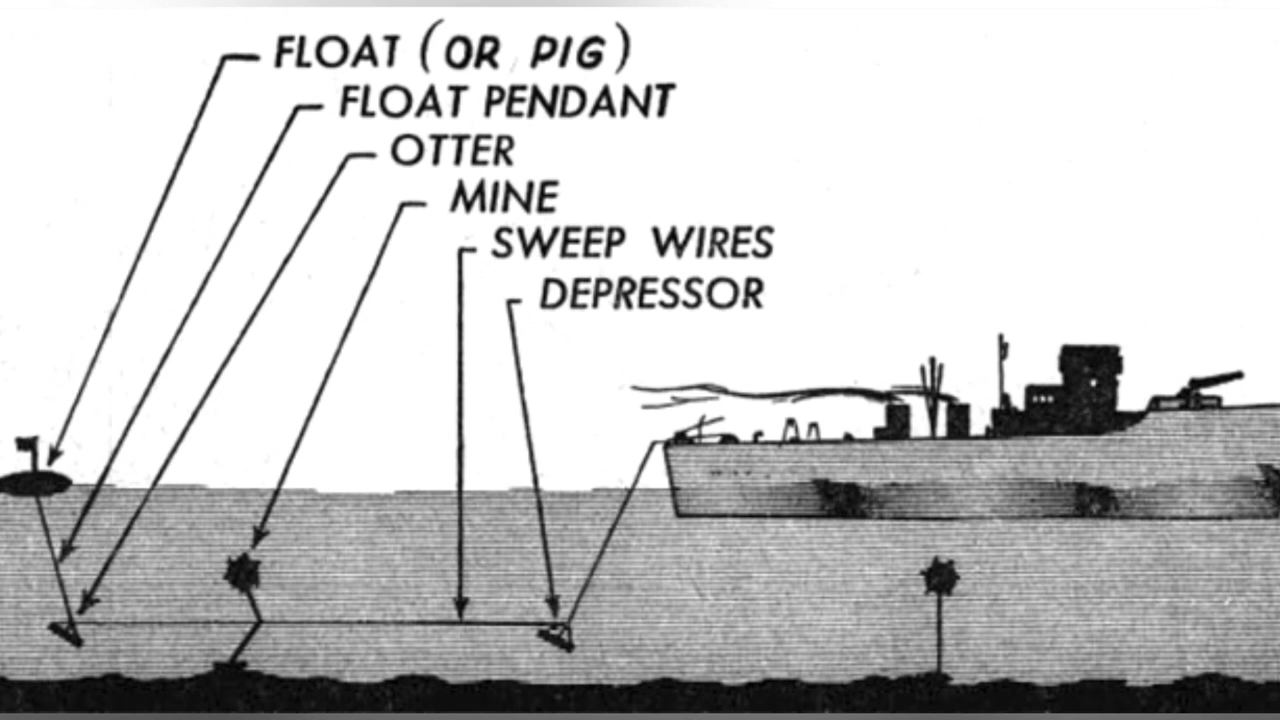 FLOAT (OR PIG)
FLOAT PENDANT
OTTER
MINE
SWEEP WIRES
DEPRESSOR